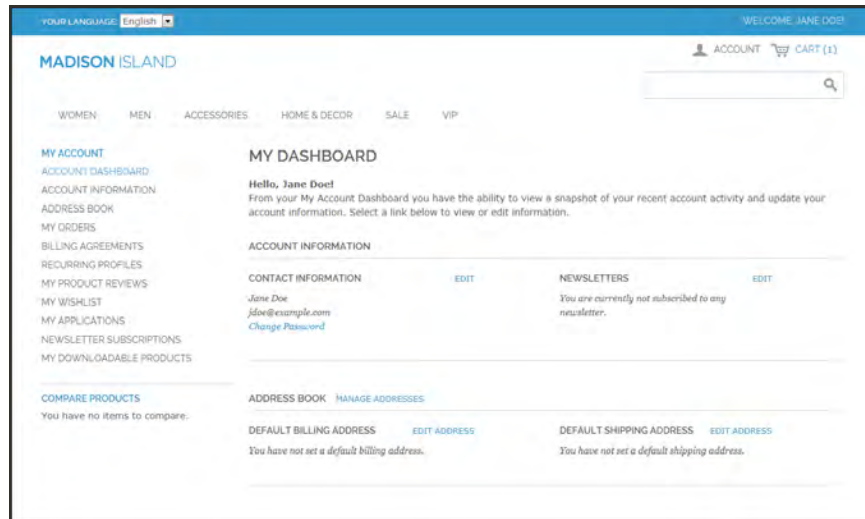 YOUR LANGUAGE: English
WELCOME, JANE DOE!
MADISON ISLAND
ACCOUNT CART (1)
WOMEN MEN ACCESSORIES HOME & DECOR SALE VIP
MY ACCOUNT
ACCOUNT DASHBOARD
ACCOUNT INFORMATION
ADDRESS BOOK
MY ORDERS
BILLING AGREEMENTS
RECURRING PROFILES
MY PRODUCT REVIEWS
MY WISHLIST
MY APPLICATIONS
NEWSLETTER SUBSCRIPTIONS
MY DOWNLOADABLE PRODUCTS
COMPARE PRODUCTS
You have no items to compare.
MY DASHBOARD
Hello, Jane Doe!
From your My Account Dashboard you have the ability to view a snapshot of your recent account activity and update your
account information. Select a link below to view or edit information.
ACCOUNT INFORMATION
CONTACT INFORMATION EDIT
Jane Doe
jdoe@example.com
Change Password
NEWSLETTERS EDIT
You are currently not subscribed to any
newsletter.
ADDRESS BOOK MANAGE ADDRESSES
DEFAULT BILLING ADDRESS EDIT ADDRESS
You have not set a default billing address.
DEFAULT SHIPPING ADDRESS EDIT ADDRESS
You have not set a default shipping address.